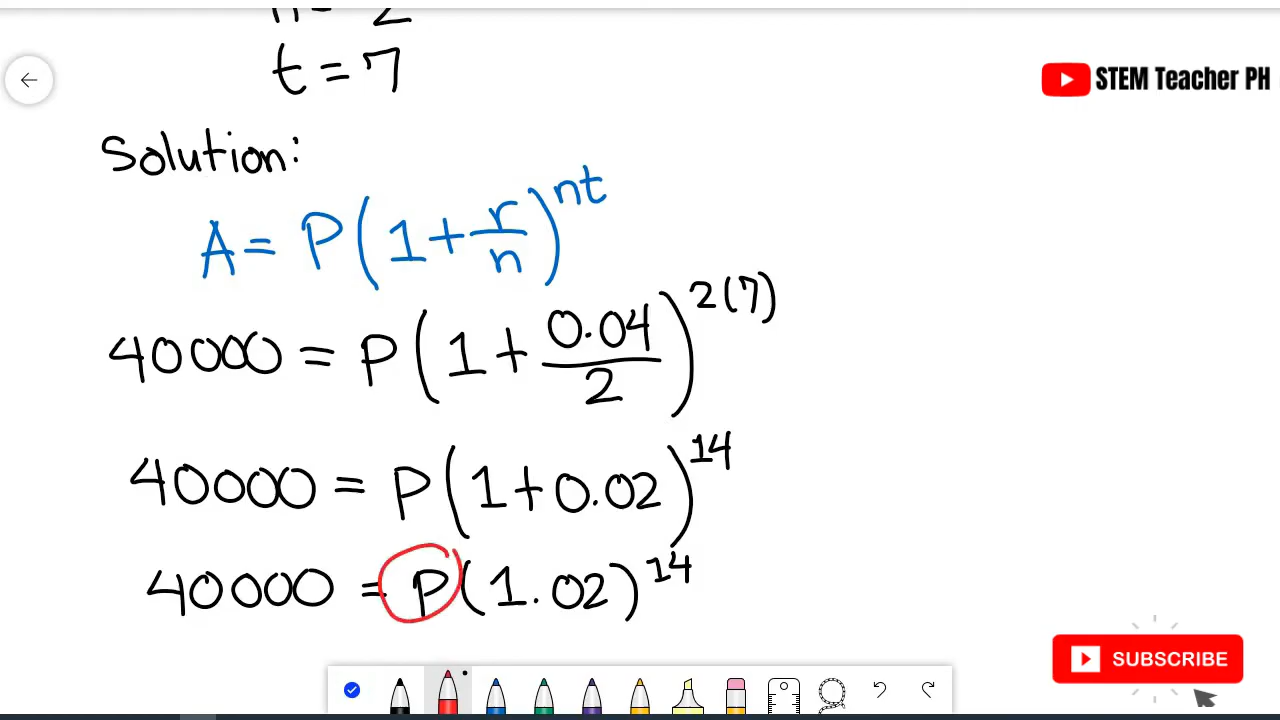 n = 2
t = 7
STEM Teacher PH
Solution:
A = P(1 + r/n)^nt
40000 = P(1 + 0.04/2)^2(7)
40000 = P(1 + 0.02)^14
40000 = P(1.02)^14
SUBSCRIBE